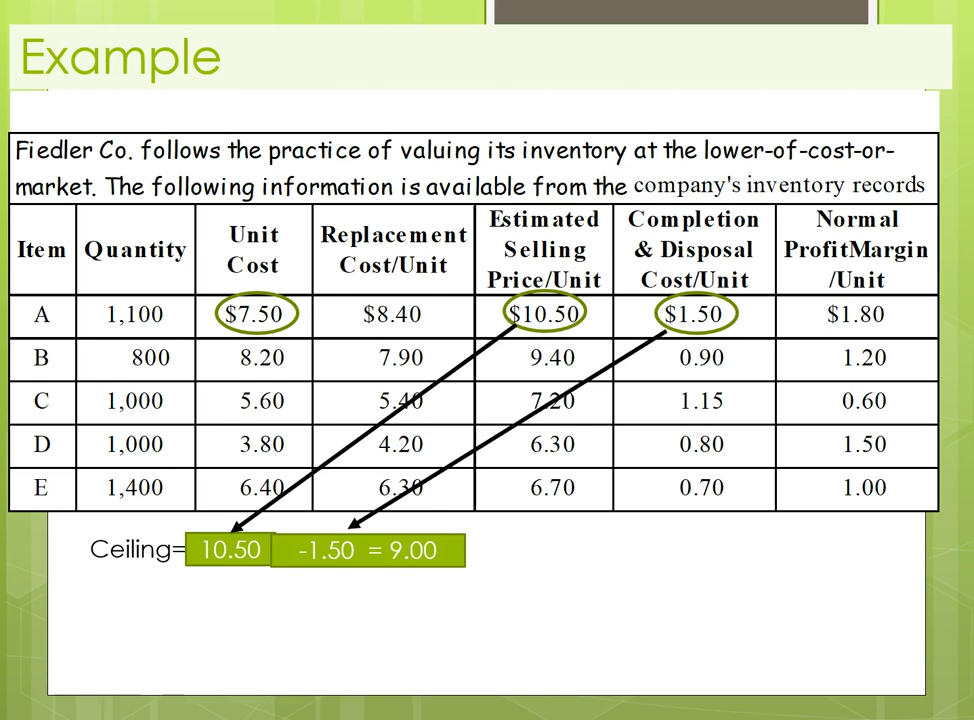 Example
Fiedler Co. follows the practice of valuing its inventory at the lower-of-cost-or-
market. The following information is available from the company's inventory records
Item Quantity Unit Cost Replacement Cost/Unit Estimated Selling Price/Unit Completion & Disposal Cost/Unit Normal ProfitMargin /Unit
A 1,100 $7.50 $8.40 $10.50 $1.50 $1.80
B 800 8.20 7.90 9.40 0.90 1.20
C 1,000 5.60 5.40 7.20 1.15 0.60
D 1,000 3.80 4.20 6.30 0.80 1.50
E 1,400 6.40 6.30 6.70 0.70 1.00
Ceiling= 10.50 -1.50 = 9.00